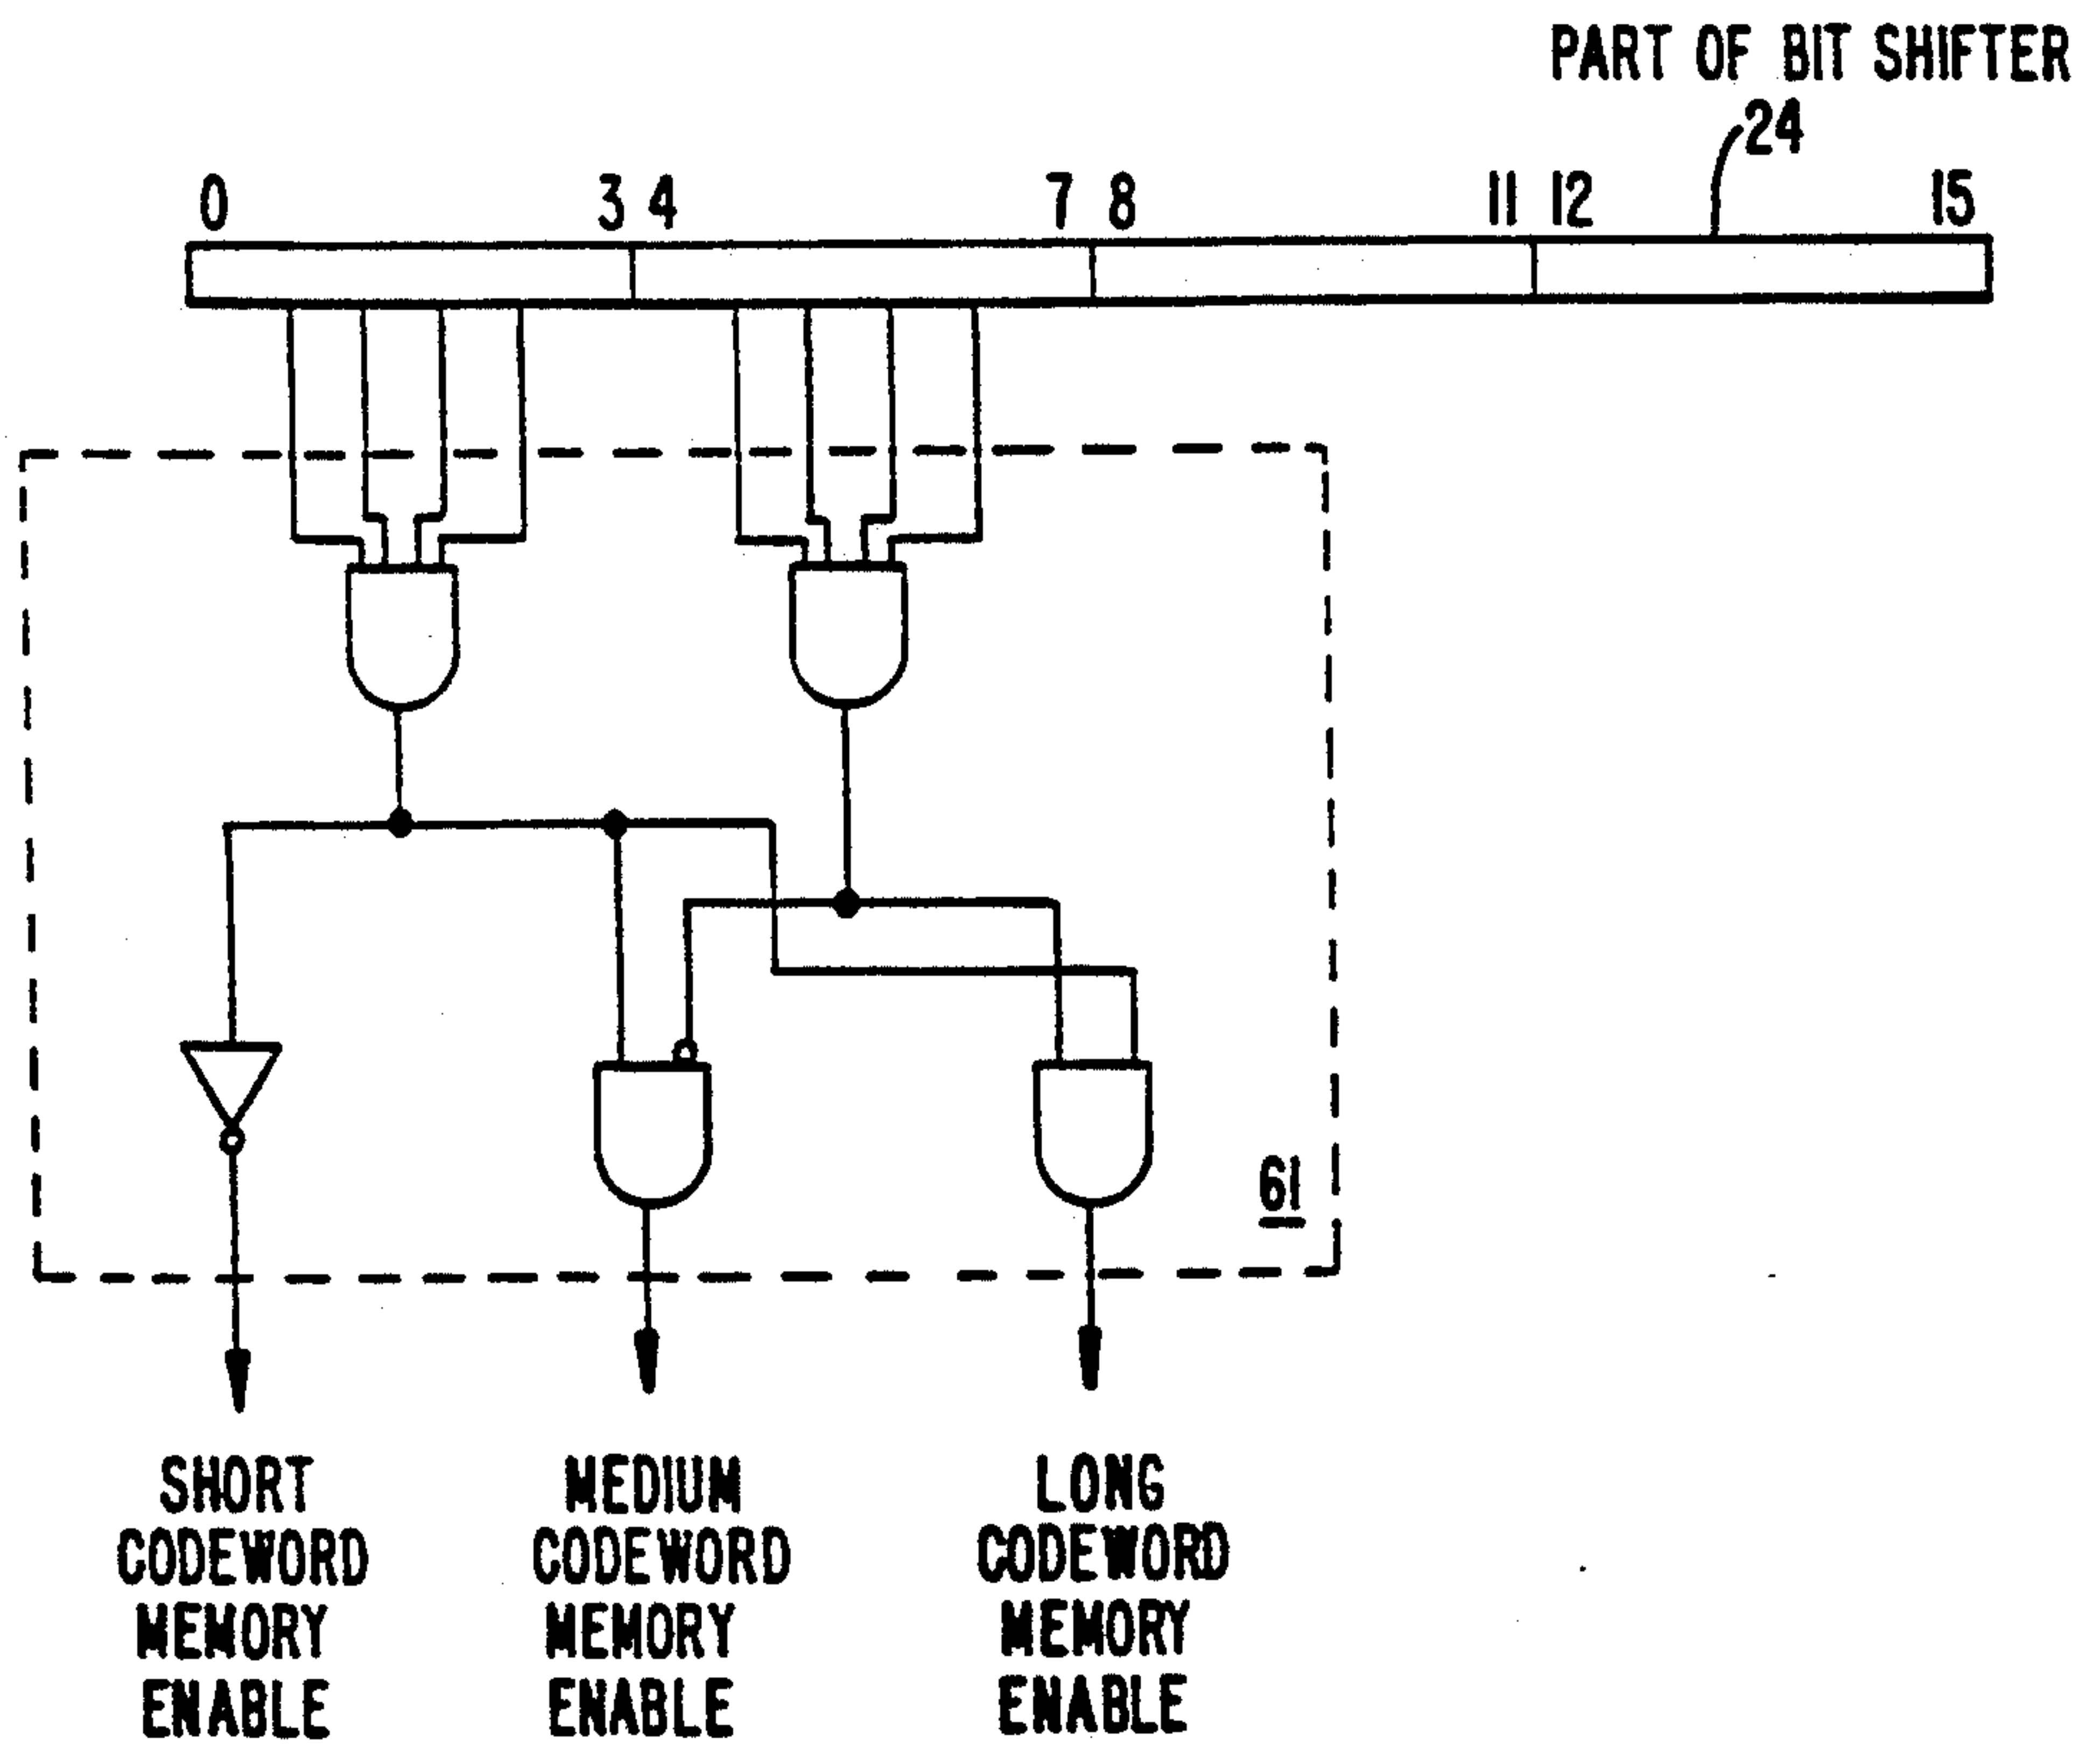 PART OF BIT SHIFTER
24
0 3 4 7 8 11 12 15
61
SHORT
CODEWORD
MEMORY
ENABLE
MEDIUM
CODEWORD
MEMORY
ENABLE
LONG
CODEWORD
MEMORY
ENABLE